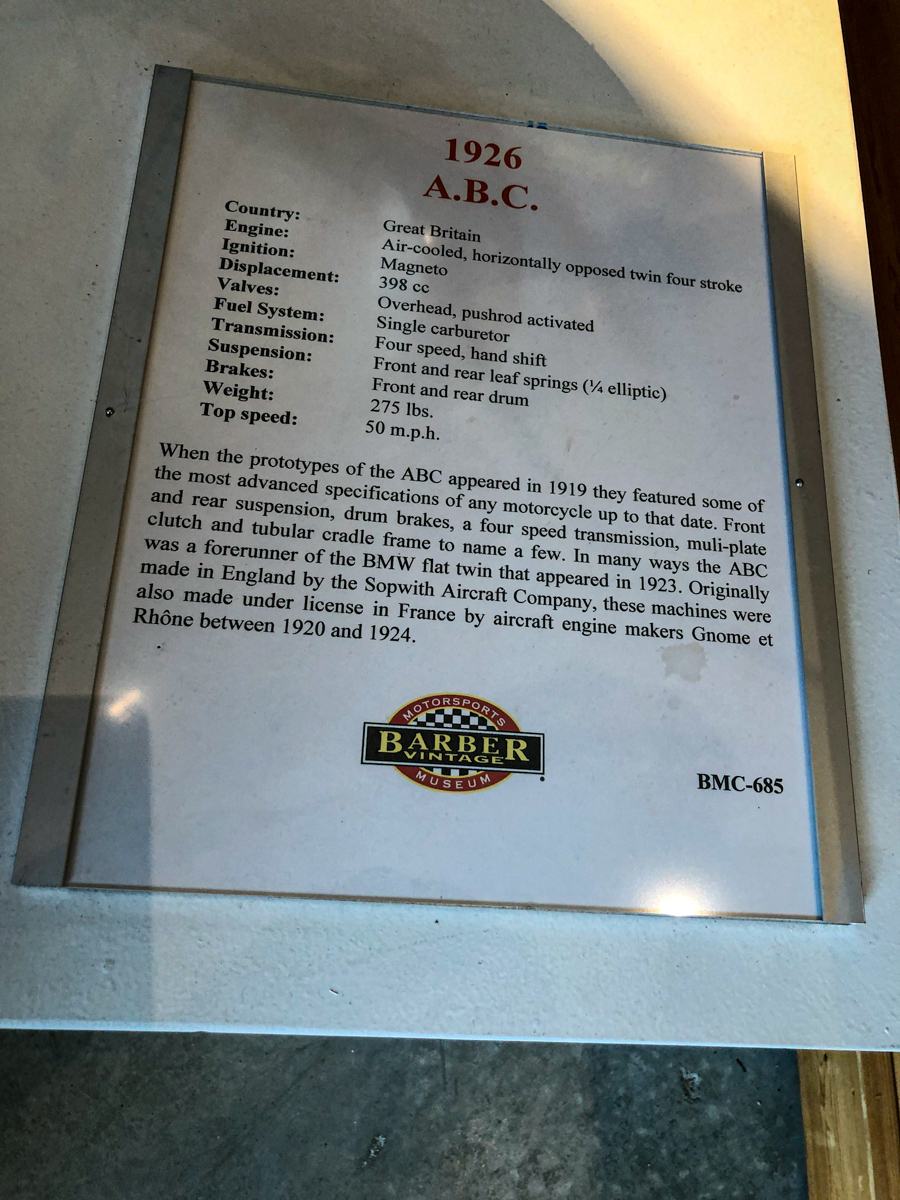 1926
A.B.C.
Country: Great Britain
Engine: Air-cooled, horizontally opposed twin four stroke
Ignition: Magneto
Displacement: 398 cc
Valves: Overhead, pushrod activated
Fuel System: Single carburetor
Transmission: Four speed, hand shift
Suspension: Front and rear leaf springs (¼ elliptic)
Brakes: Front and rear drum
Weight: 275 lbs.
Top speed: 50 m.p.h.
When the prototypes of the ABC appeared in 1919 they featured some of
the most advanced specifications of any motorcycle up to that date. Front
and rear suspension, drum brakes, a four speed transmission, muli-plate
clutch and tubular cradle frame to name a few. In many ways the ABC
was a forerunner of the BMW flat twin that appeared in 1923. Originally
made in England by the Sopwith Aircraft Company, these machines were
also made under license in France by aircraft engine makers Gnome et
Rhône between 1920 and 1924.
MOTORSPORTS
BARBER
VINTAGE
MUSEUM
BMC-685